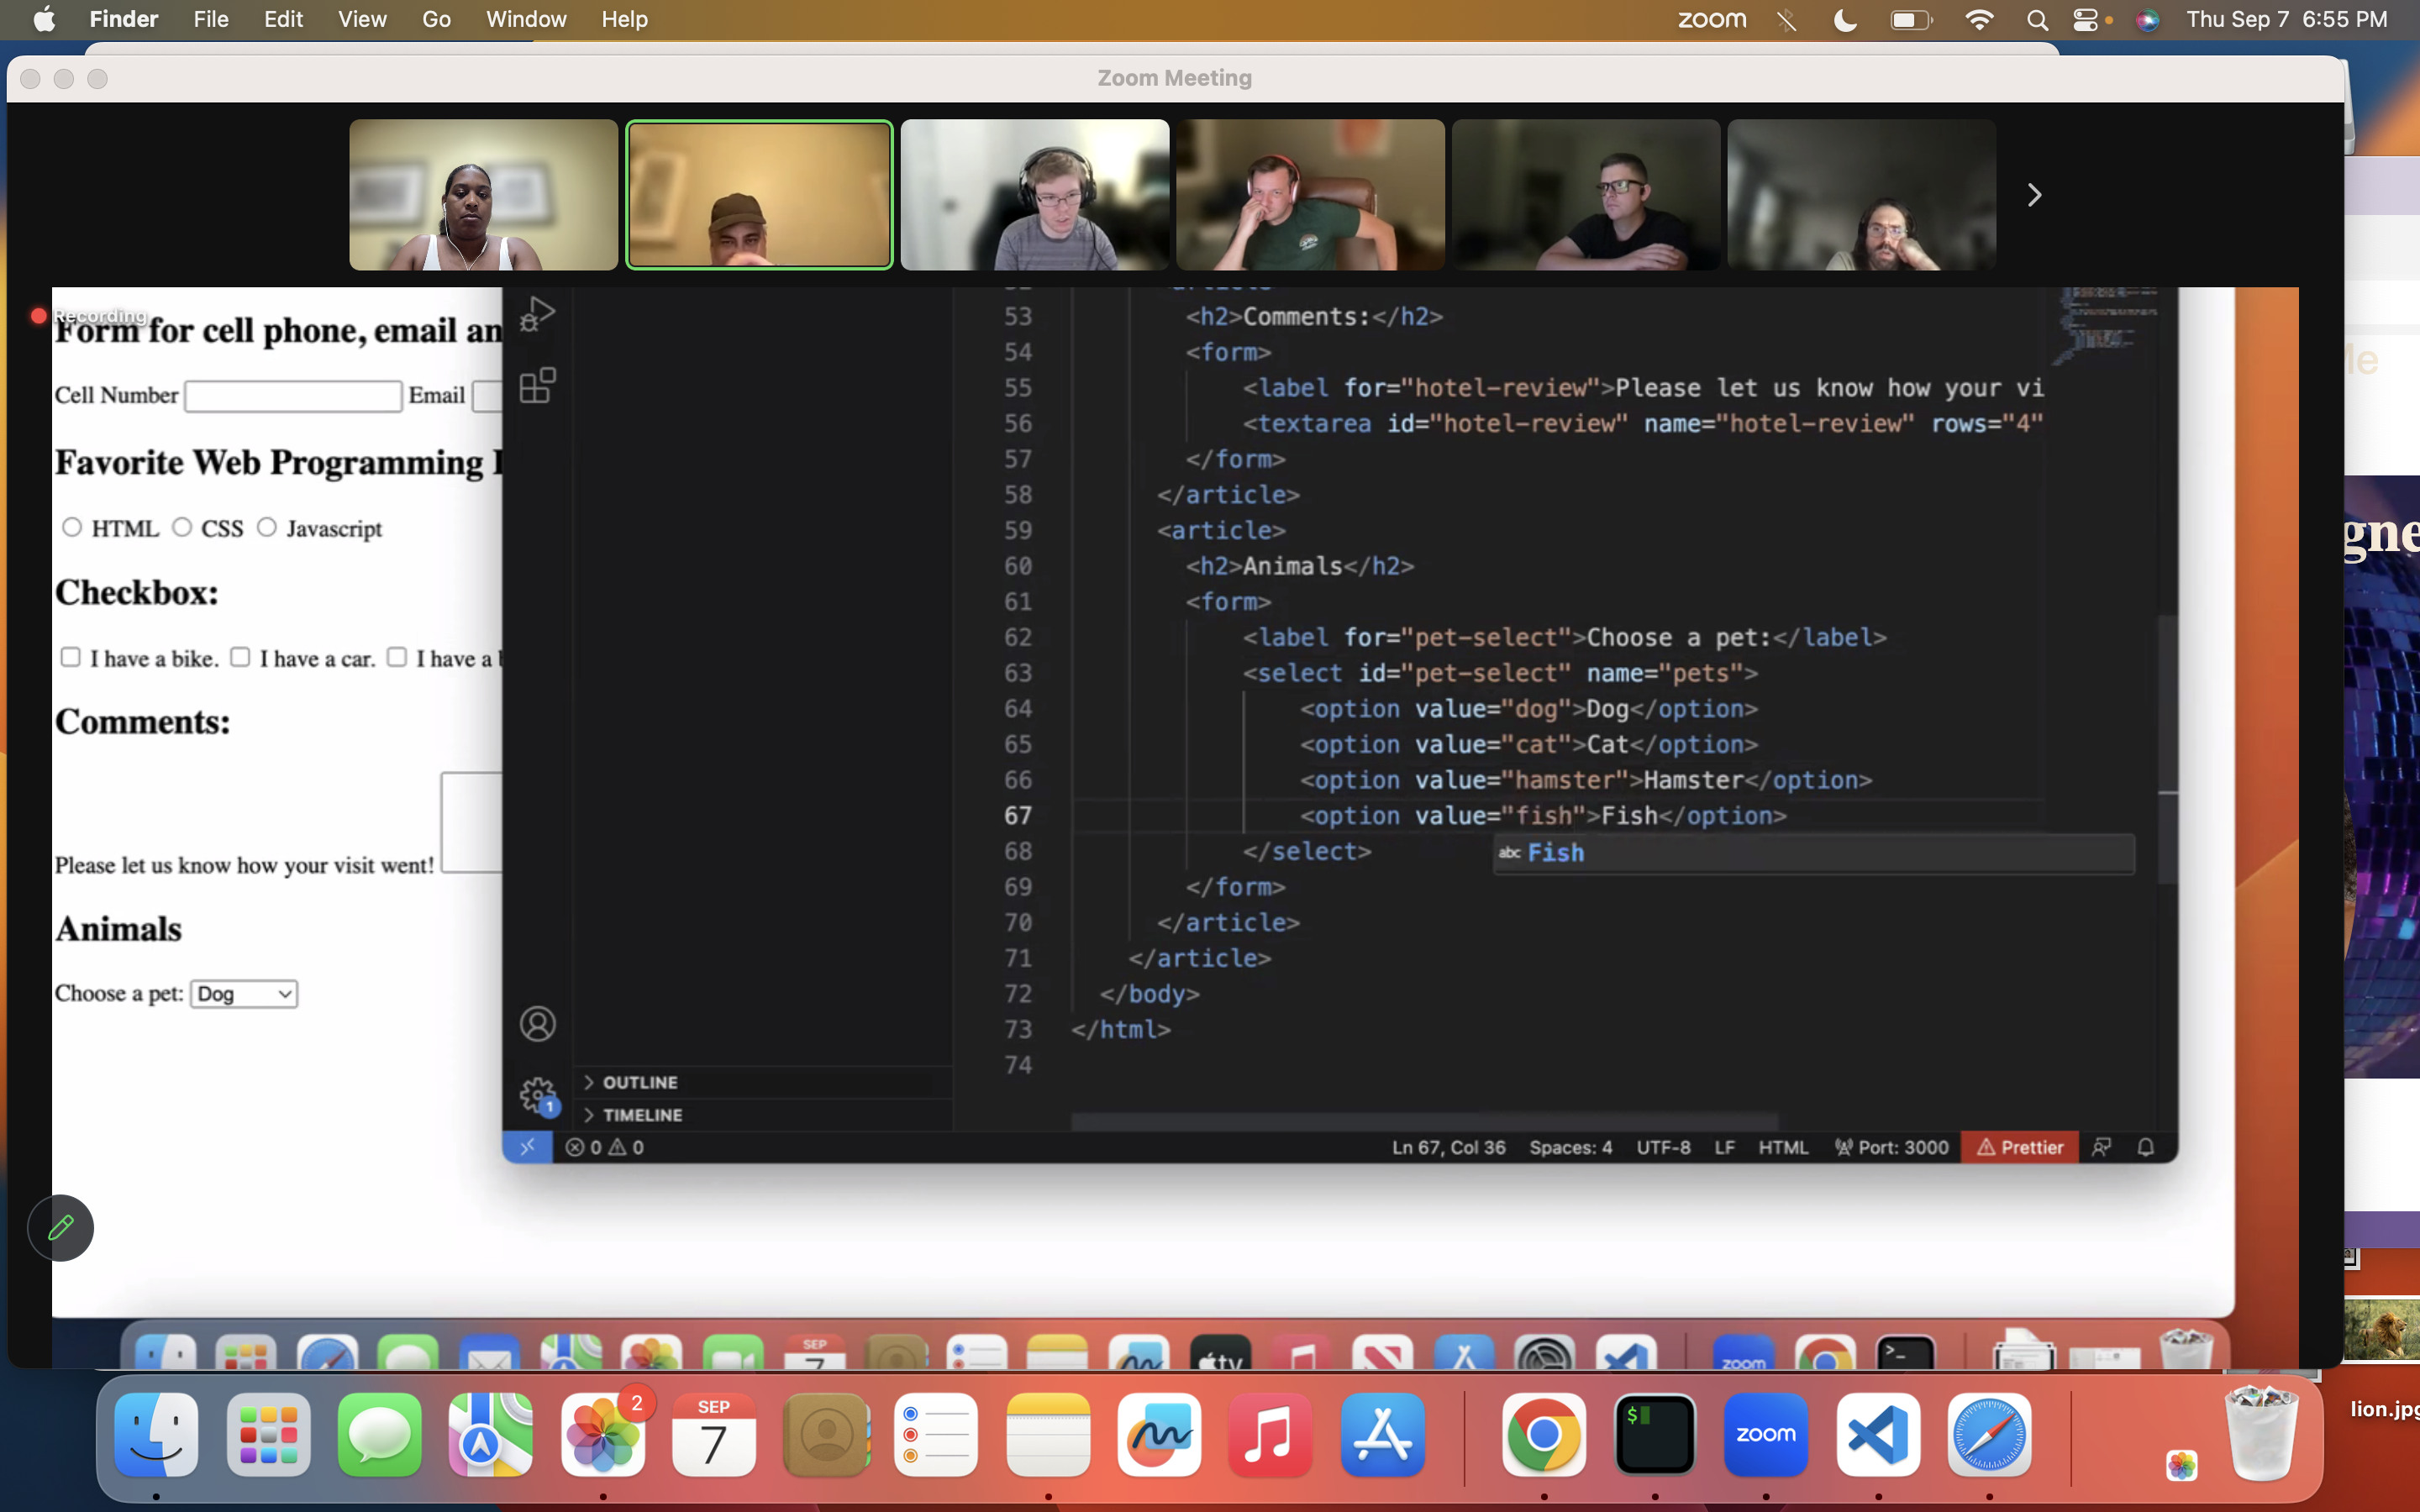 Finder File Edit View Go Window Help zoom Thu Sep 7 6:55 PM
Zoom Meeting
Recording
Form for cell phone, email an
Cell Number Email
Favorite Web Programming
HTML CSS Javascript
Checkbox:
I have a bike. I have a car. I have a
Comments:
Please let us know how your visit went!
Animals
Choose a pet: Dog
53 <h2>Comments:</h2>
54 <form>
55 <label for="hotel-review">Please let us know how your vi
56 <textarea id="hotel-review" name="hotel-review" rows="4"
57 </form>
58 </article>
59 <article>
60 <h2>Animals</h2>
61 <form>
62 <label for="pet-select">Choose a pet:</label>
63 <select id="pet-select" name="pets">
64 <option value="dog">Dog</option>
65 <option value="cat">Cat</option>
66 <option value="hamster">Hamster</option>
67 <option value="fish">Fish</option>
abc Fish
68 </select>
69 </form>
70 </article>
71 </article>
72 </body>
73 </html>
74
OUTLINE
TIMELINE
1
0 0 Ln 67, Col 36 Spaces: 4 UTF-8 LF HTML Port: 3000 Prettier
Me
gne
SEP
7
tv
zoom
>_
2
SEP
7
$
zoom
lion.jpg